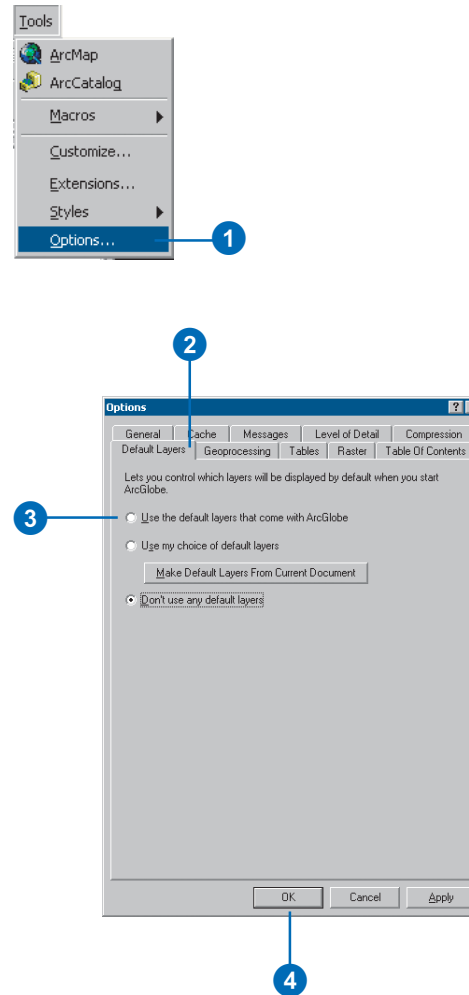 Tools
ArcMap
ArcCatalog
Macros
Customize...
Extensions...
Styles
Options...
1
2
Options
?
General Cache Messages Level of Detail Compression
Default Layers Geoprocessing Tables Raster Table Of Contents
Lets you control which layers will be displayed by default when you start
ArcGlobe.
3
Use the default layers that come with ArcGlobe
Use my choice of default layers
Make Default Layers From Current Document
Don't use any default layers
OK Cancel Apply
4